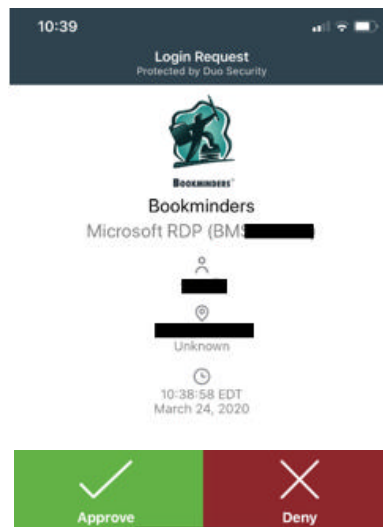 10:39
Login Request
Protected by Duo Security
BOOKMINDERS
Bookminders
Microsoft RDP (BMS
Unknown
10:38:58 EDT
March 24, 2020
Approve
Deny